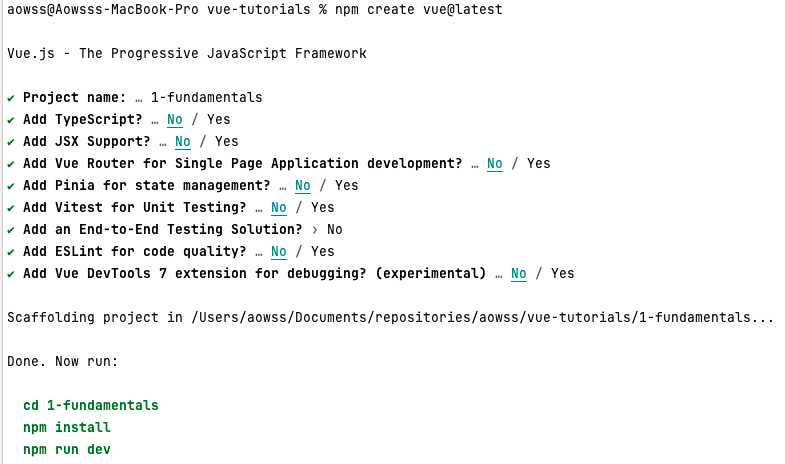 aowss@Aowsss-MacBook-Pro vue-tutorials % npm create vue@latest
Vue.js - The Progressive JavaScript Framework
✔ Project name: … 1-fundamentals
✔ Add TypeScript? … No / Yes
✔ Add JSX Support? … No / Yes
✔ Add Vue Router for Single Page Application development? … No / Yes
✔ Add Pinia for state management? … No / Yes
✔ Add Vitest for Unit Testing? … No / Yes
✔ Add an End-to-End Testing Solution? › No
✔ Add ESLint for code quality? … No / Yes
✔ Add Vue DevTools 7 extension for debugging? (experimental) … No / Yes
Scaffolding project in /Users/aowss/Documents/repositories/aowss/vue-tutorials/1-fundamentals...
Done. Now run:
cd 1-fundamentals
npm install
npm run dev